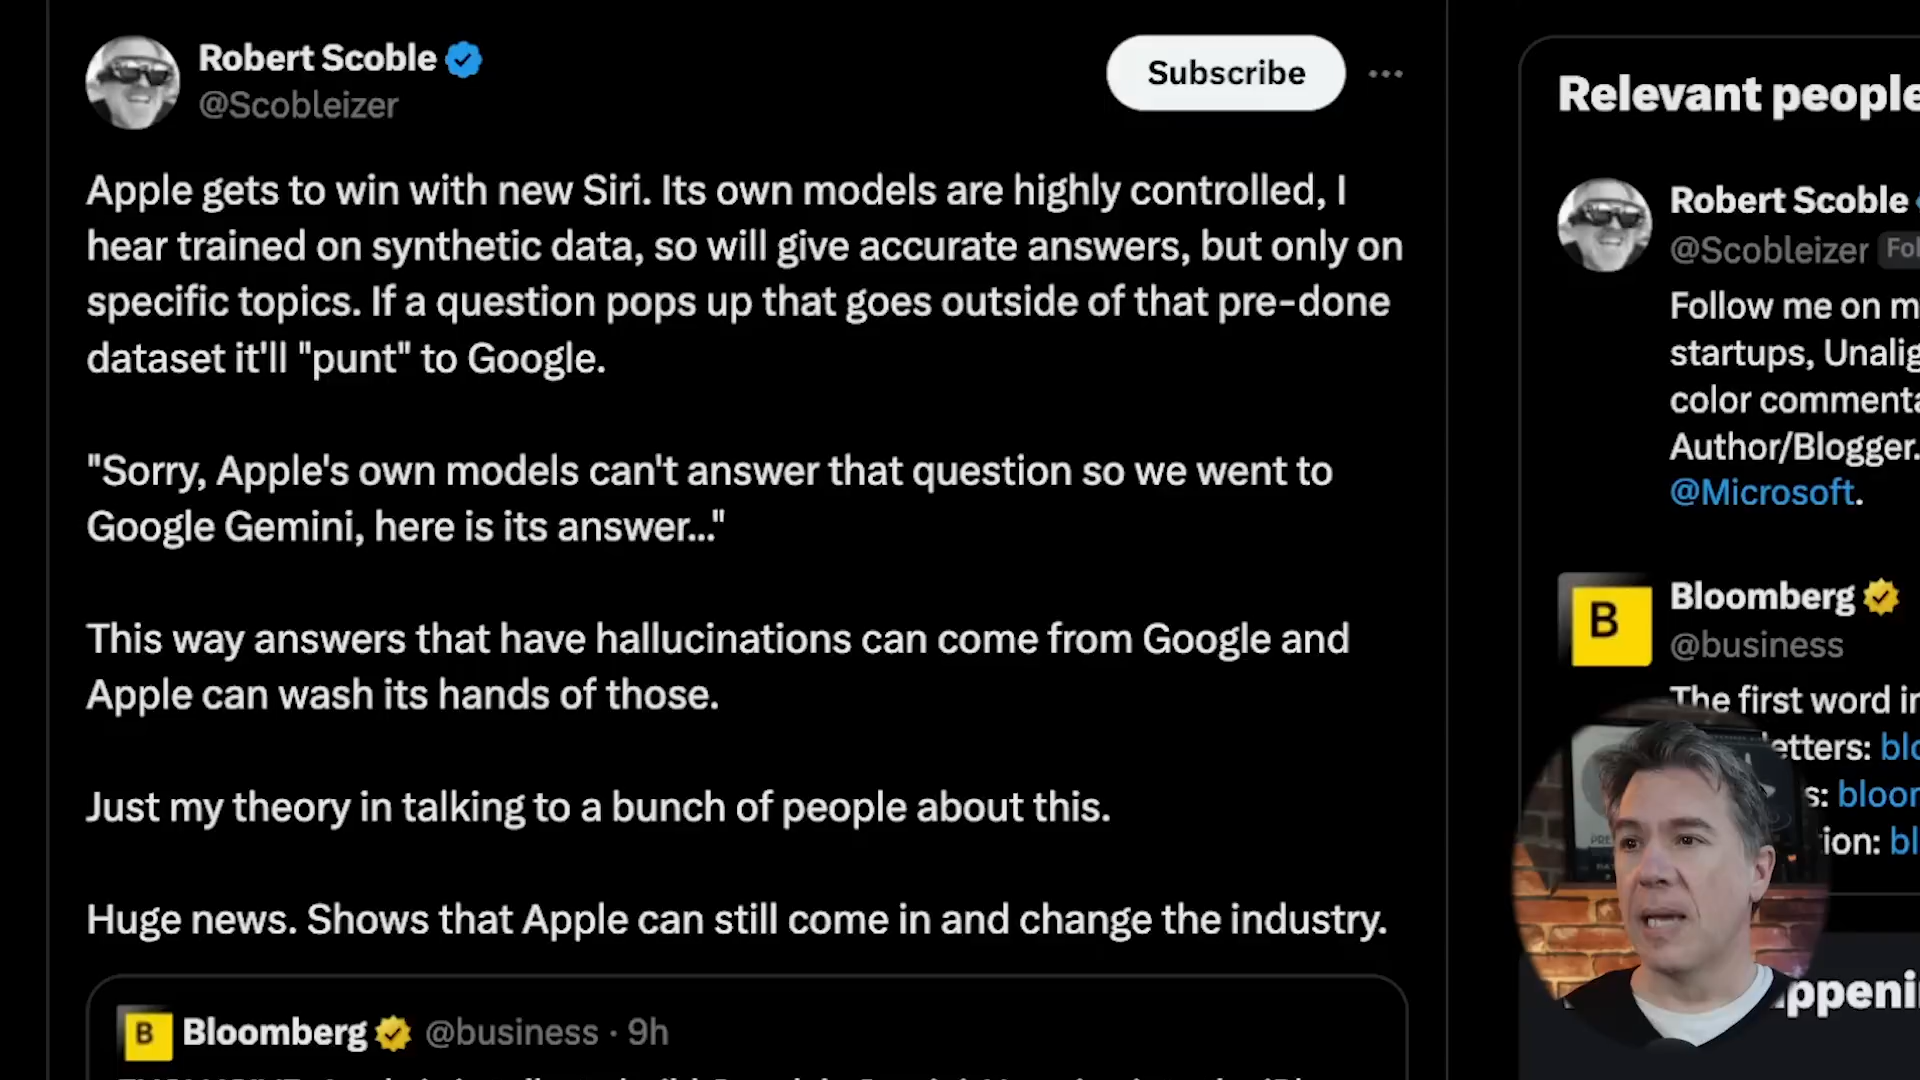 Robert Scoble
@Scobleizer
Subscribe
Apple gets to win with new Siri. Its own models are highly controlled, I
hear trained on synthetic data, so will give accurate answers, but only on
specific topics. If a question pops up that goes outside of that pre-done
dataset it'll "punt" to Google.
"Sorry, Apple's own models can't answer that question so we went to
Google Gemini, here is its answer..."
This way answers that have hallucinations can come from Google and
Apple can wash its hands of those.
Just my theory in talking to a bunch of people about this.
Huge news. Shows that Apple can still come in and change the industry.
B
Bloomberg
@business · 9h
Relevant people
Robert Scoble
@Scobleizer
Follow me on
startups,
color
Author/Blogger.
@Microsoft.
B
Bloomberg
@business
The first word